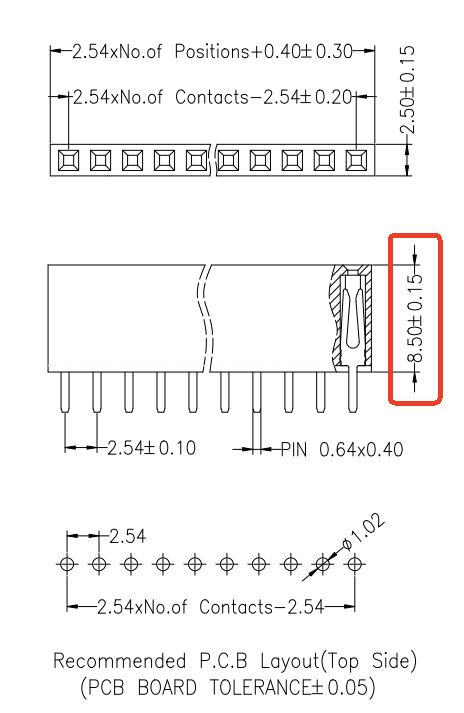 2.54xNo.of Positions+0.40±0.30
2.54xNo.of Contacts-2.54±0.20
2.50±0.15
8.50±0.15
2.54±0.10
PIN 0.64x0.40
2.54
ø1.02
2.54xNo.of Contacts-2.54
Recommended P.C.B Layout(Top Side)
(PCB BOARD TOLERANCE±0.05)